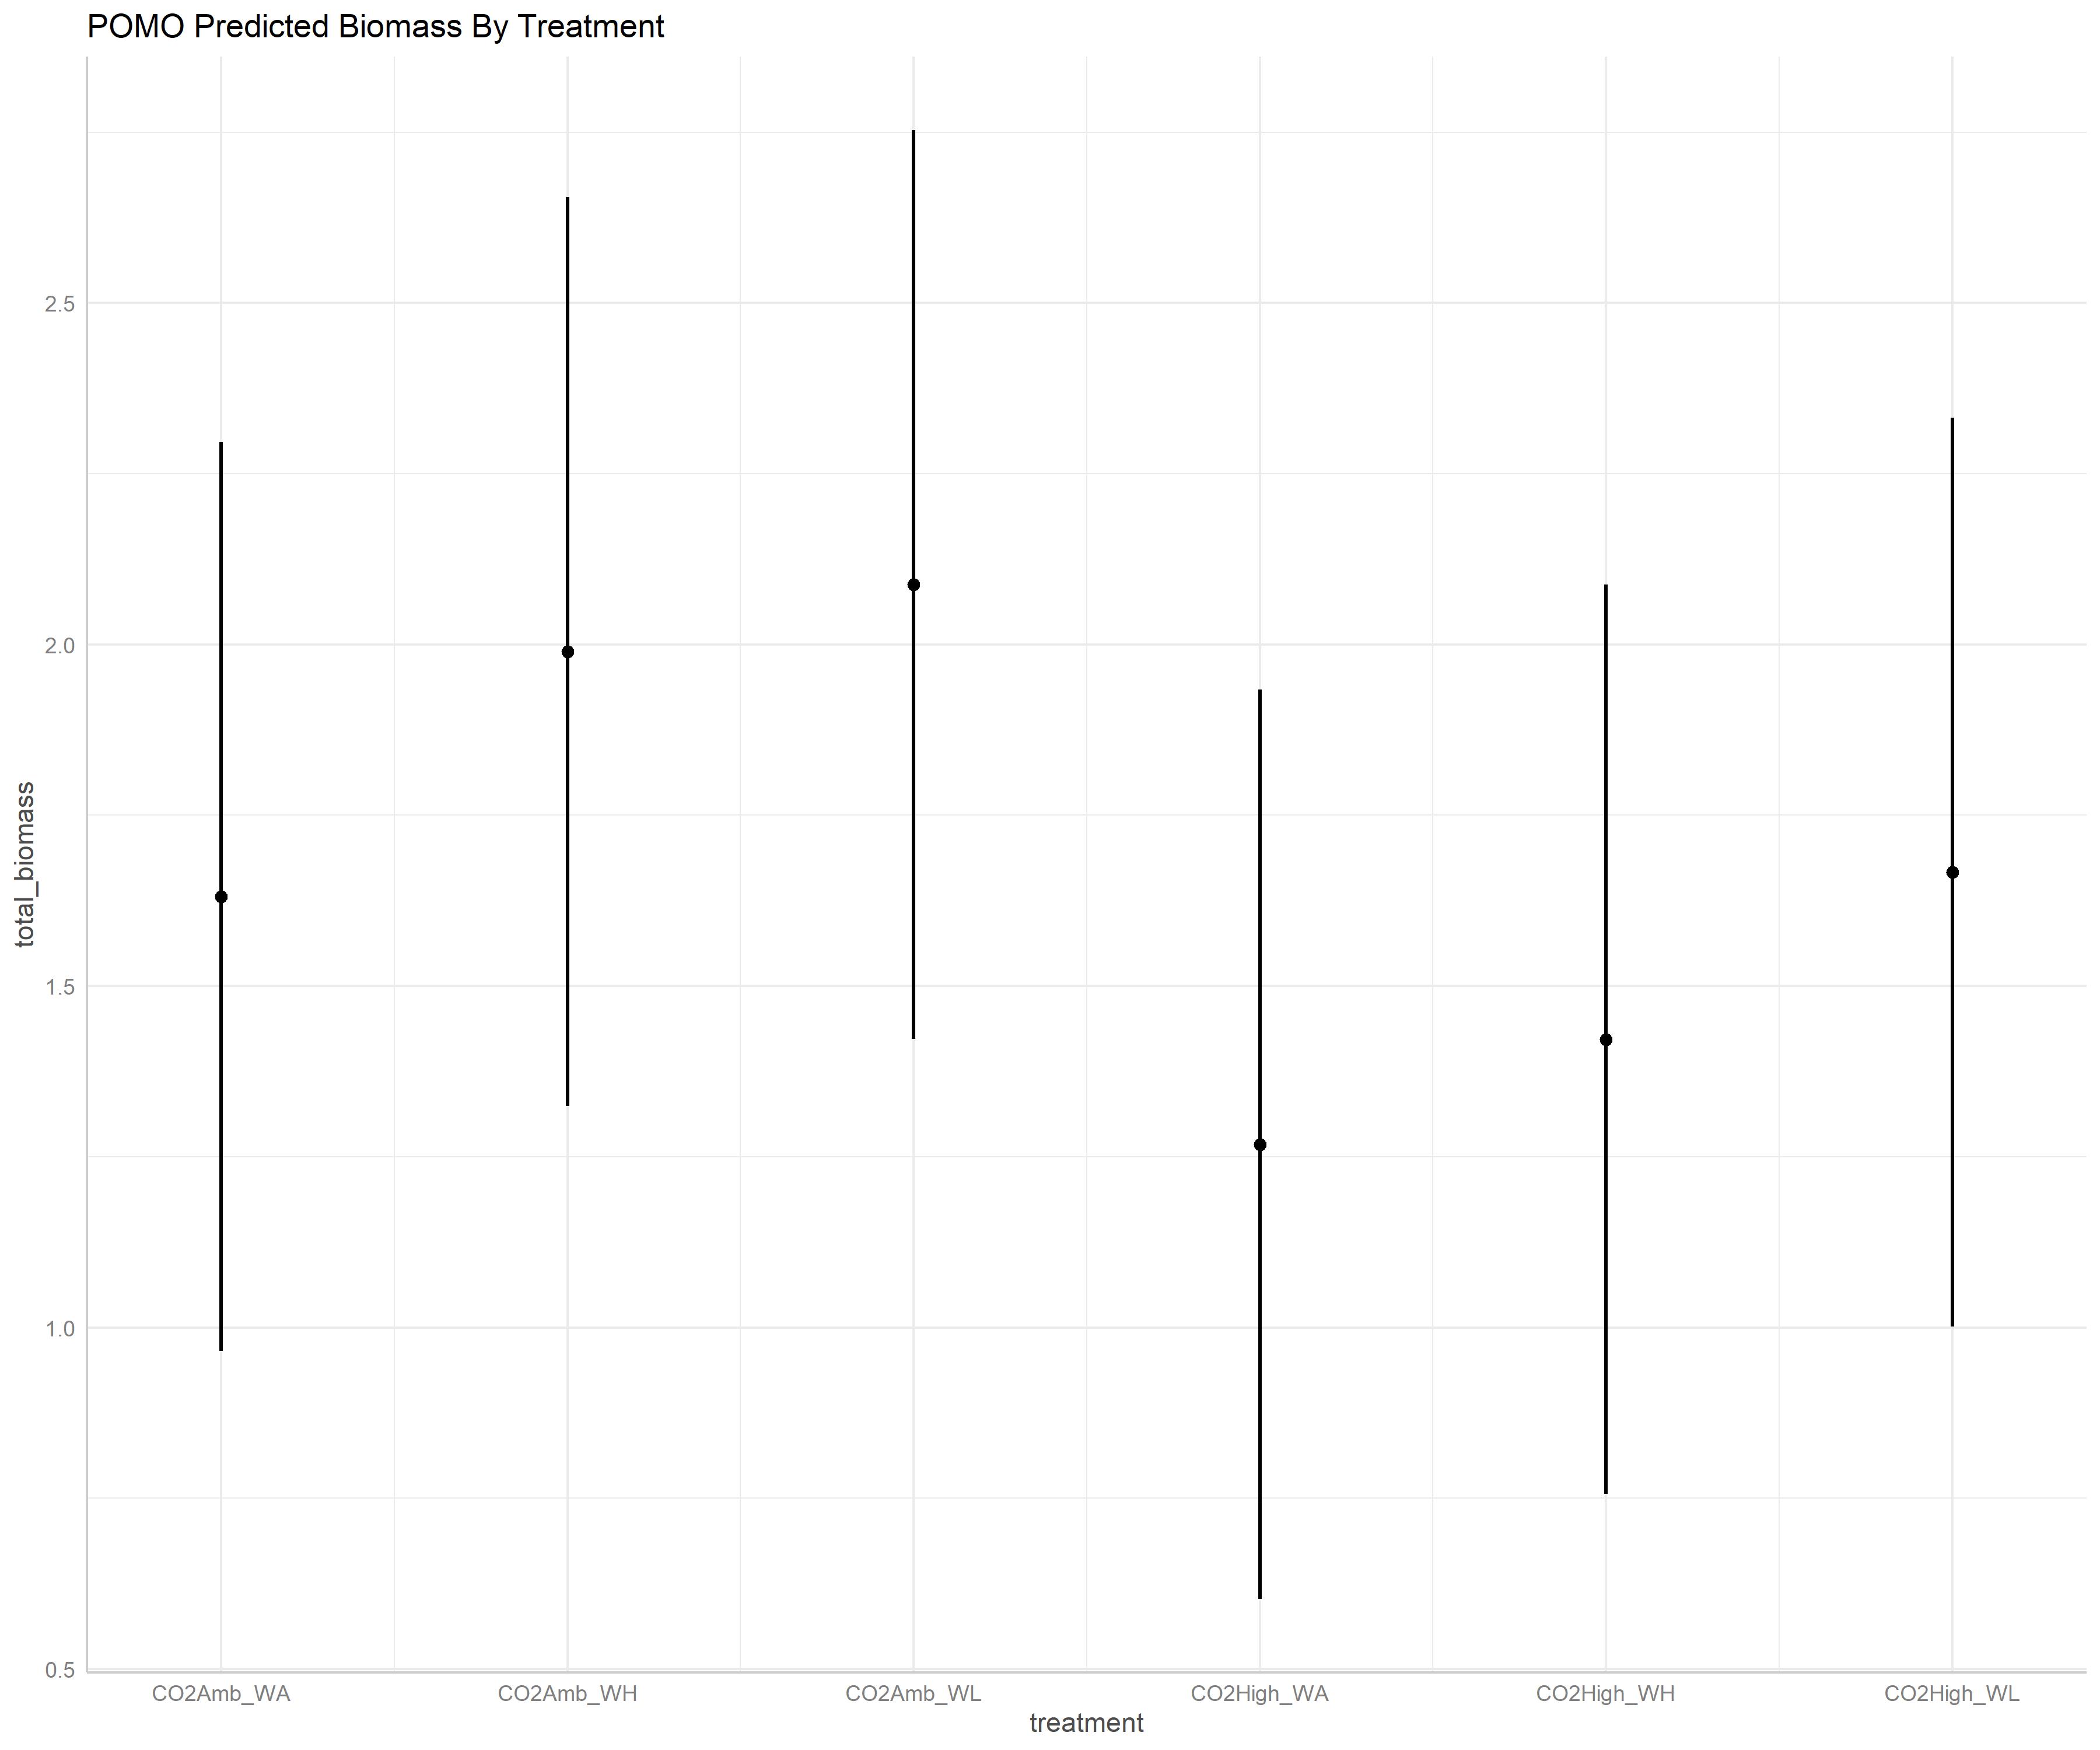 POMO Predicted Biomass By Treatment
total_biomass
2.5
2.0
1.5
1.0
0.5
CO2Amb_WA CO2Amb_WH CO2Amb_WL CO2High_WA CO2High_WH CO2High_WL
treatment